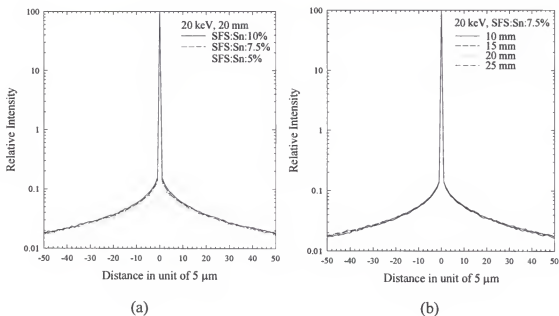 20 keV, 20 mm
SFS:Sn:10%
SFS:Sn:7.5%
SFS:Sn:5%
100
10
1
0.1
0.01
Relative Intensity
-50 -40 -30 -20 -10 0 10 20 30 40 50
Distance in unit of 5 μm
(a)
20 keV, SFS:Sn:7.5%
10 mm
15 mm
20 mm
25 mm
100
10
1
0.1
0.01
Relative Intensity
-50 -40 -30 -20 -10 0 10 20 30 40 50
Distance in unit of 5 μm
(b)